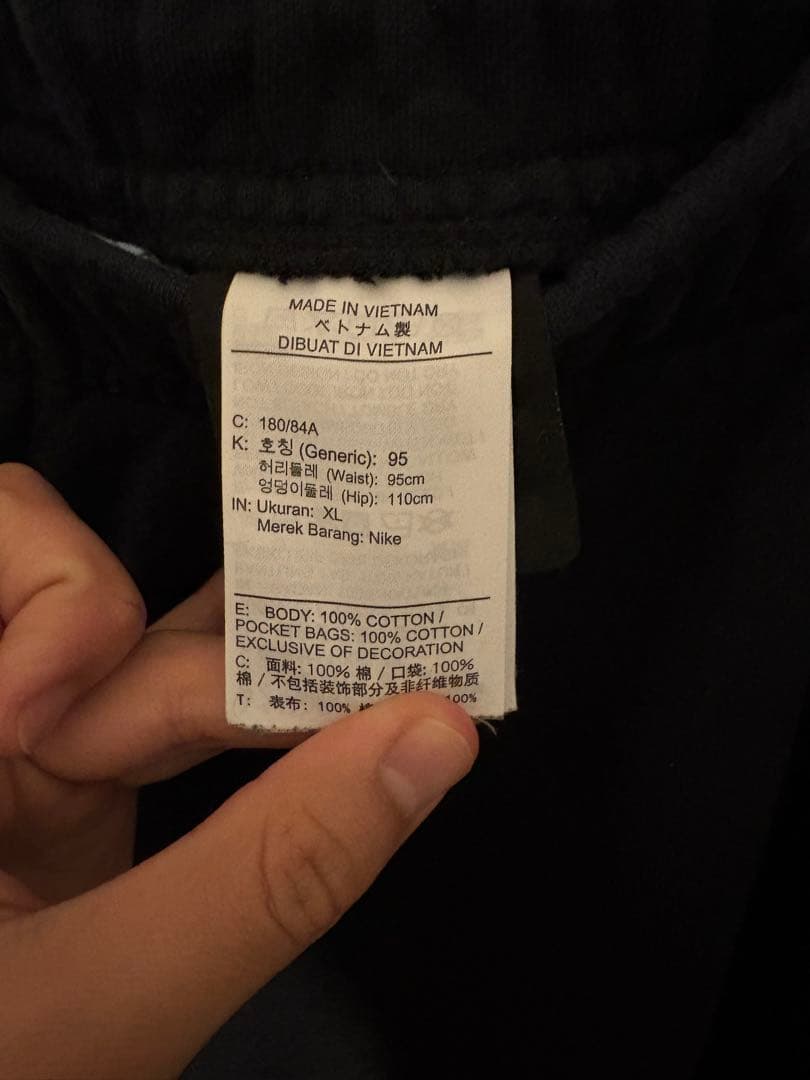 MADE IN VIETNAM
ベトナム製
DIBUAT DI VIETNAM
C: 180/84A
K: 호칭 (Generic): 95
허리둘레 (Waist): 95cm
엉덩이둘레 (Hip): 110cm
IN: Ukuran: XL
Merek Barang: Nike
E: BODY: 100% COTTON /
POCKET BAGS: 100% COTTON /
EXCLUSIVE OF DECORATION
C: 面料: 100% 棉 / 口袋: 100%
棉 / 不包括装饰部分及非纤维物质
T: 表布: 100% 100%